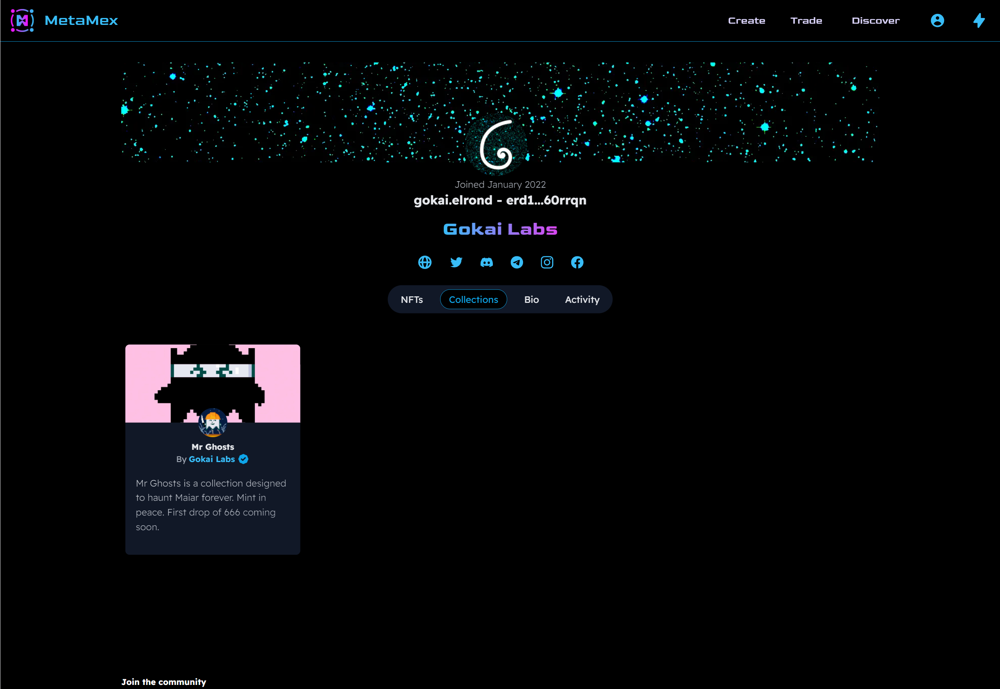 MetaMex
Create
Trade
Discover
Joined January 2022
gokai.elrond - erd1...60rrqn
Gokai Labs
NFTs
Collections
Bio
Activity
Mr Ghosts
By Gokai Labs
Mr Ghosts is a collection designed
to haunt Maiar forever. Mint in
peace. First drop of 666 coming
soon.
Join the community